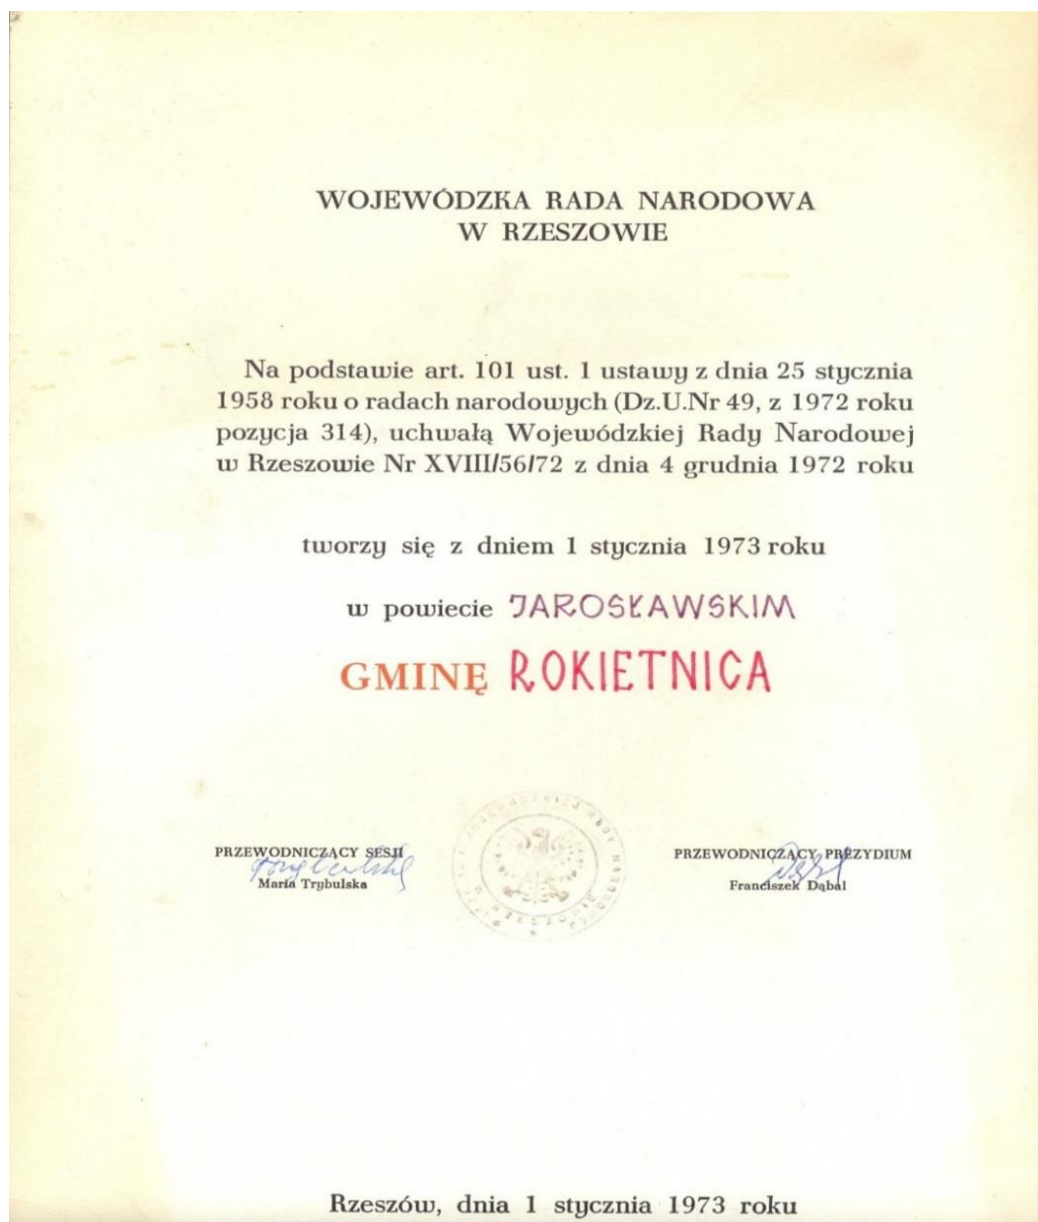 WOJEWÓDZKA RADA NARODOWA
W RZESZOWIE
Na podstawie art. 101 ust. 1 ustawy z dnia 25 stycznia
1958 roku o radach narodowych (Dz.U.Nr 49, z 1972 roku
pozycja 314), uchwałą Wojewódzkiej Rady Narodowej
w Rzeszowie Nr XVIII/56/72 z dnia 4 grudnia 1972 roku
tworzy się z dniem 1 stycznia 1973 roku
w powiecie JAROSŁAWSKIM
GMINĘ ROKIETNICA
PRZEWODNICZĄCY SESJI
Maria Trybulska
PRZEWODNICZĄCY PREZYDIUM
Franciszek Dąbal
Rzeszów, dnia 1 stycznia 1973 roku